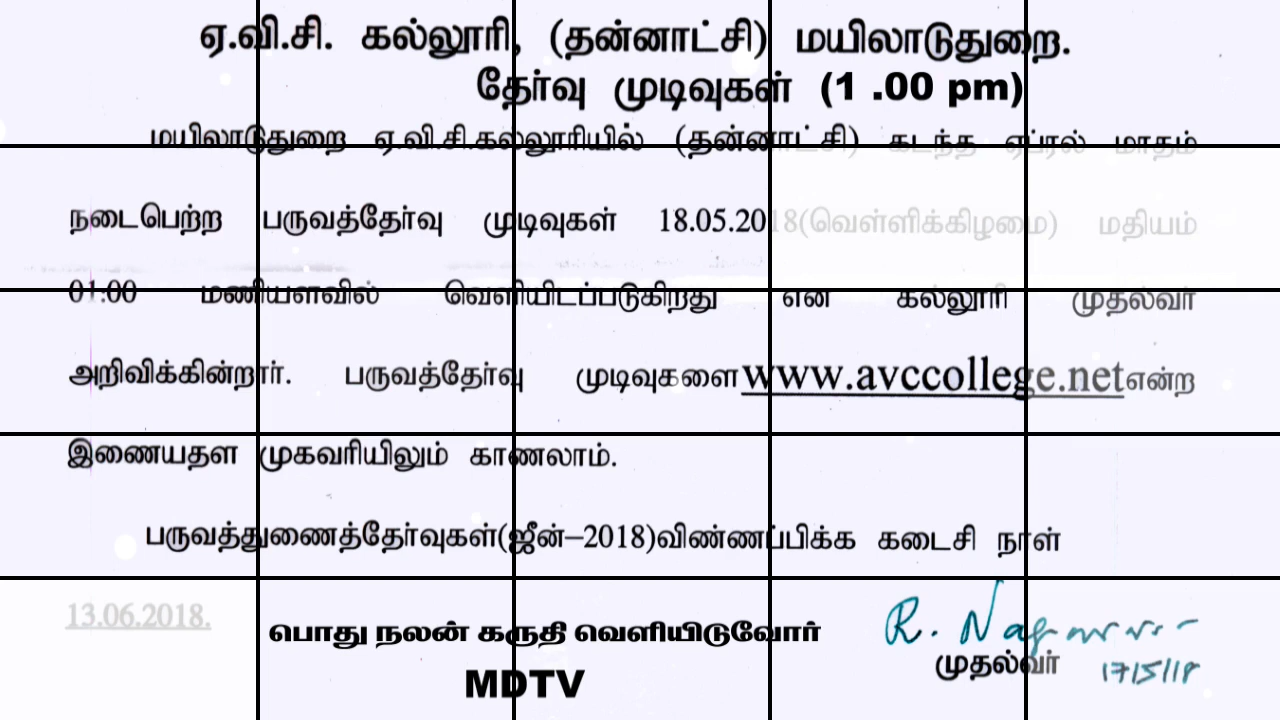 ஏ.வி.சி. கல்லூரி, (தன்னாட்சி) மயிலாடுதுறை.
தேர்வு முடிவுகள் (1 .00 pm)
மயிலாடுதுறை ஏ.வி.சி.கல்லூரியில் (தன்னாட்சி) கடந்த ஏப்ரல் மாதம்
நடைபெற்ற பருவத்தேர்வு முடிவுகள் 18.05.2018(வெள்ளிக்கிழமை) மதியம்
01:00 மணியளவில் வெளியிடப்படுகிறது என கல்லூரி முதல்வர்
அறிவிக்கின்றார். பருவத்தேர்வு முடிவுகளை www.avccollege.net என்ற
இணையதள முகவரியிலும் காணலாம்.
பருவத்துணைத்தேர்வுகள்(ஜீன்–2018)விண்ணப்பிக்க கடைசி நாள்
13.06.2018.
பொது நலன் கருதி வெளியிடுவோர்
MDTV
R.
முதல்வர்
17/5/18